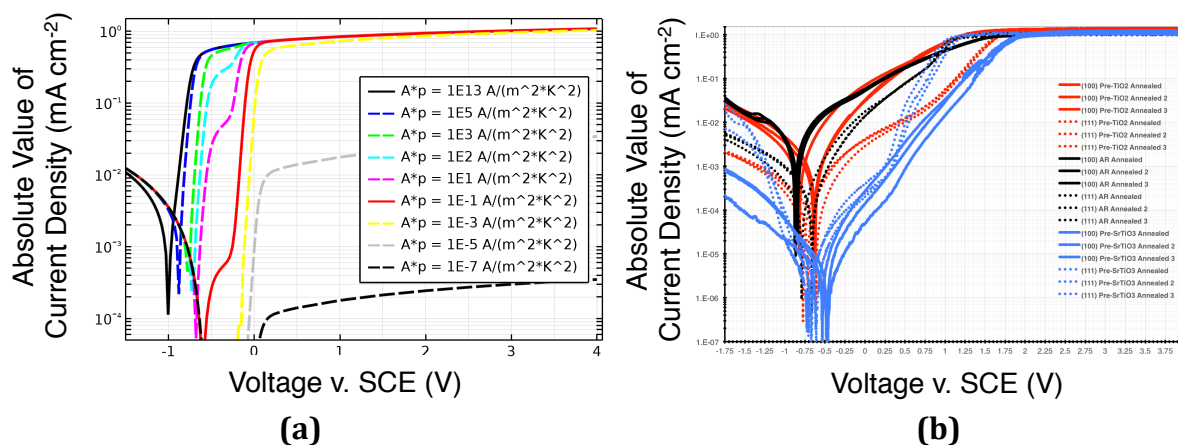 Absolute Value of
Current Density (mA cm-2)
10^0
10^-1
10^-2
10^-3
10^-4
A*p = 1E13 A/(m^2*K^2)
A*p = 1E5 A/(m^2*K^2)
A*p = 1E3 A/(m^2*K^2)
A*p = 1E2 A/(m^2*K^2)
A*p = 1E1 A/(m^2*K^2)
A*p = 1E-1 A/(m^2*K^2)
A*p = 1E-3 A/(m^2*K^2)
A*p = 1E-5 A/(m^2*K^2)
A*p = 1E-7 A/(m^2*K^2)
-1 0 1 2 3 4
Voltage v. SCE (V)
(a)
Absolute Value of
Current Density (mA cm-2)
1.E+00
1.E-01
1.E-02
1.E-03
1.E-04
1.E-05
1.E-06
1.E-07
(100) Pre-TiO2 Annealed
(100) Pre-TiO2 Annealed 2
(100) Pre-TiO2 Annealed 3
(111) Pre-TiO2 Annealed
(111) Pre-TiO2 Annealed 2
(111) Pre-TiO2 Annealed 3
(100) AR Annealed
(100) AR Annealed 2
(100) AR Annealed 3
(111) AR Annealed
(111) AR Annealed 2
(111) AR Annealed 3
(100) Pre-SrTiO3 Annealed
(100) Pre-SrTiO3 Annealed 2
(100) Pre-SrTiO3 Annealed 3
(111) Pre-SrTiO3 Annealed
(111) Pre-SrTiO3 Annealed 2
(111) Pre-SrTiO3 Annealed 3
-1.75 -1.5 -1.25 -1 -0.75 -0.5 -0.25 0 0.25 0.5 0.75 1 1.25 1.5 1.75 2 2.25 2.5 2.75 3 3.25 3.5 3.75
Voltage v. SCE (V)
(b)